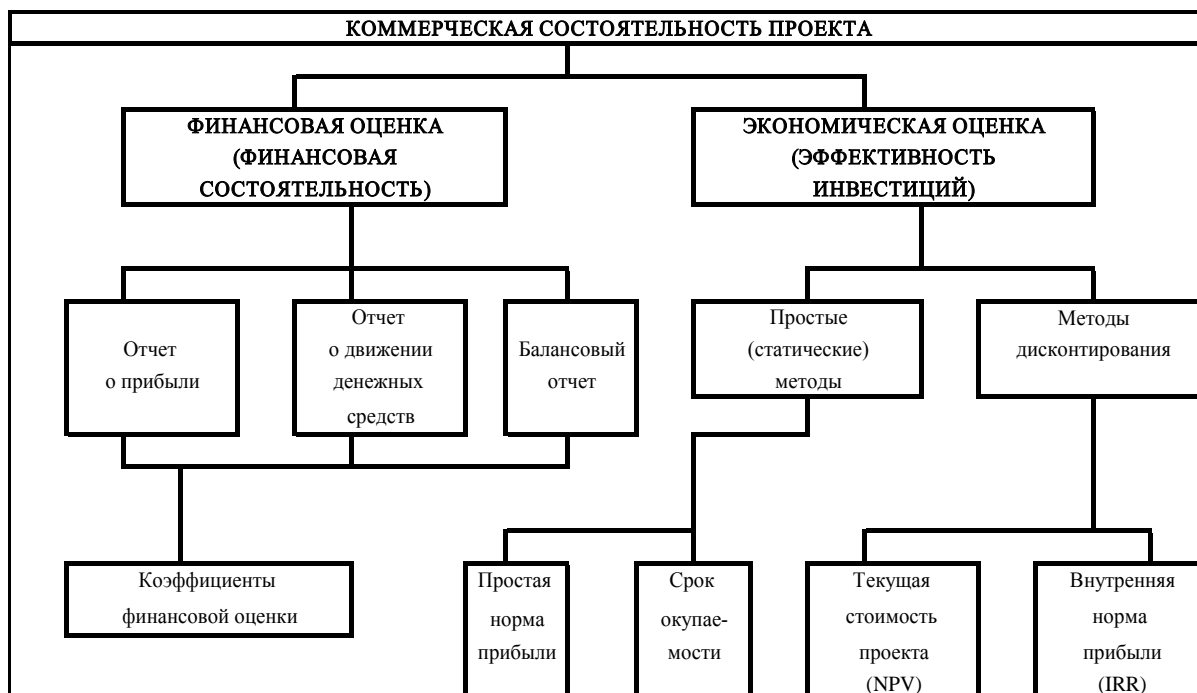 КОММЕРЧЕСКАЯ СОСТОЯТЕЛЬНОСТЬ ПРОЕКТА
ФИНАНСОВАЯ ОЦЕНКА
(ФИНАНСОВАЯ
СОСТОЯТЕЛЬНОСТЬ)
ЭКОНОМИЧЕСКАЯ ОЦЕНКА
(ЭФФЕКТИВНОСТЬ
ИНВЕСТИЦИЙ)
Отчет
о прибыли
Отчет
о движении
денежных
средств
Балансовый
отчет
Простые
(статические)
методы
Методы
дисконтирования
Коэффициенты
финансовой оценки
Простая
норма
прибыли
Срок
окупае-
мости
Текущая
стоимость
проекта
(NPV)
Внутренняя
норма
прибыли
(IRR)